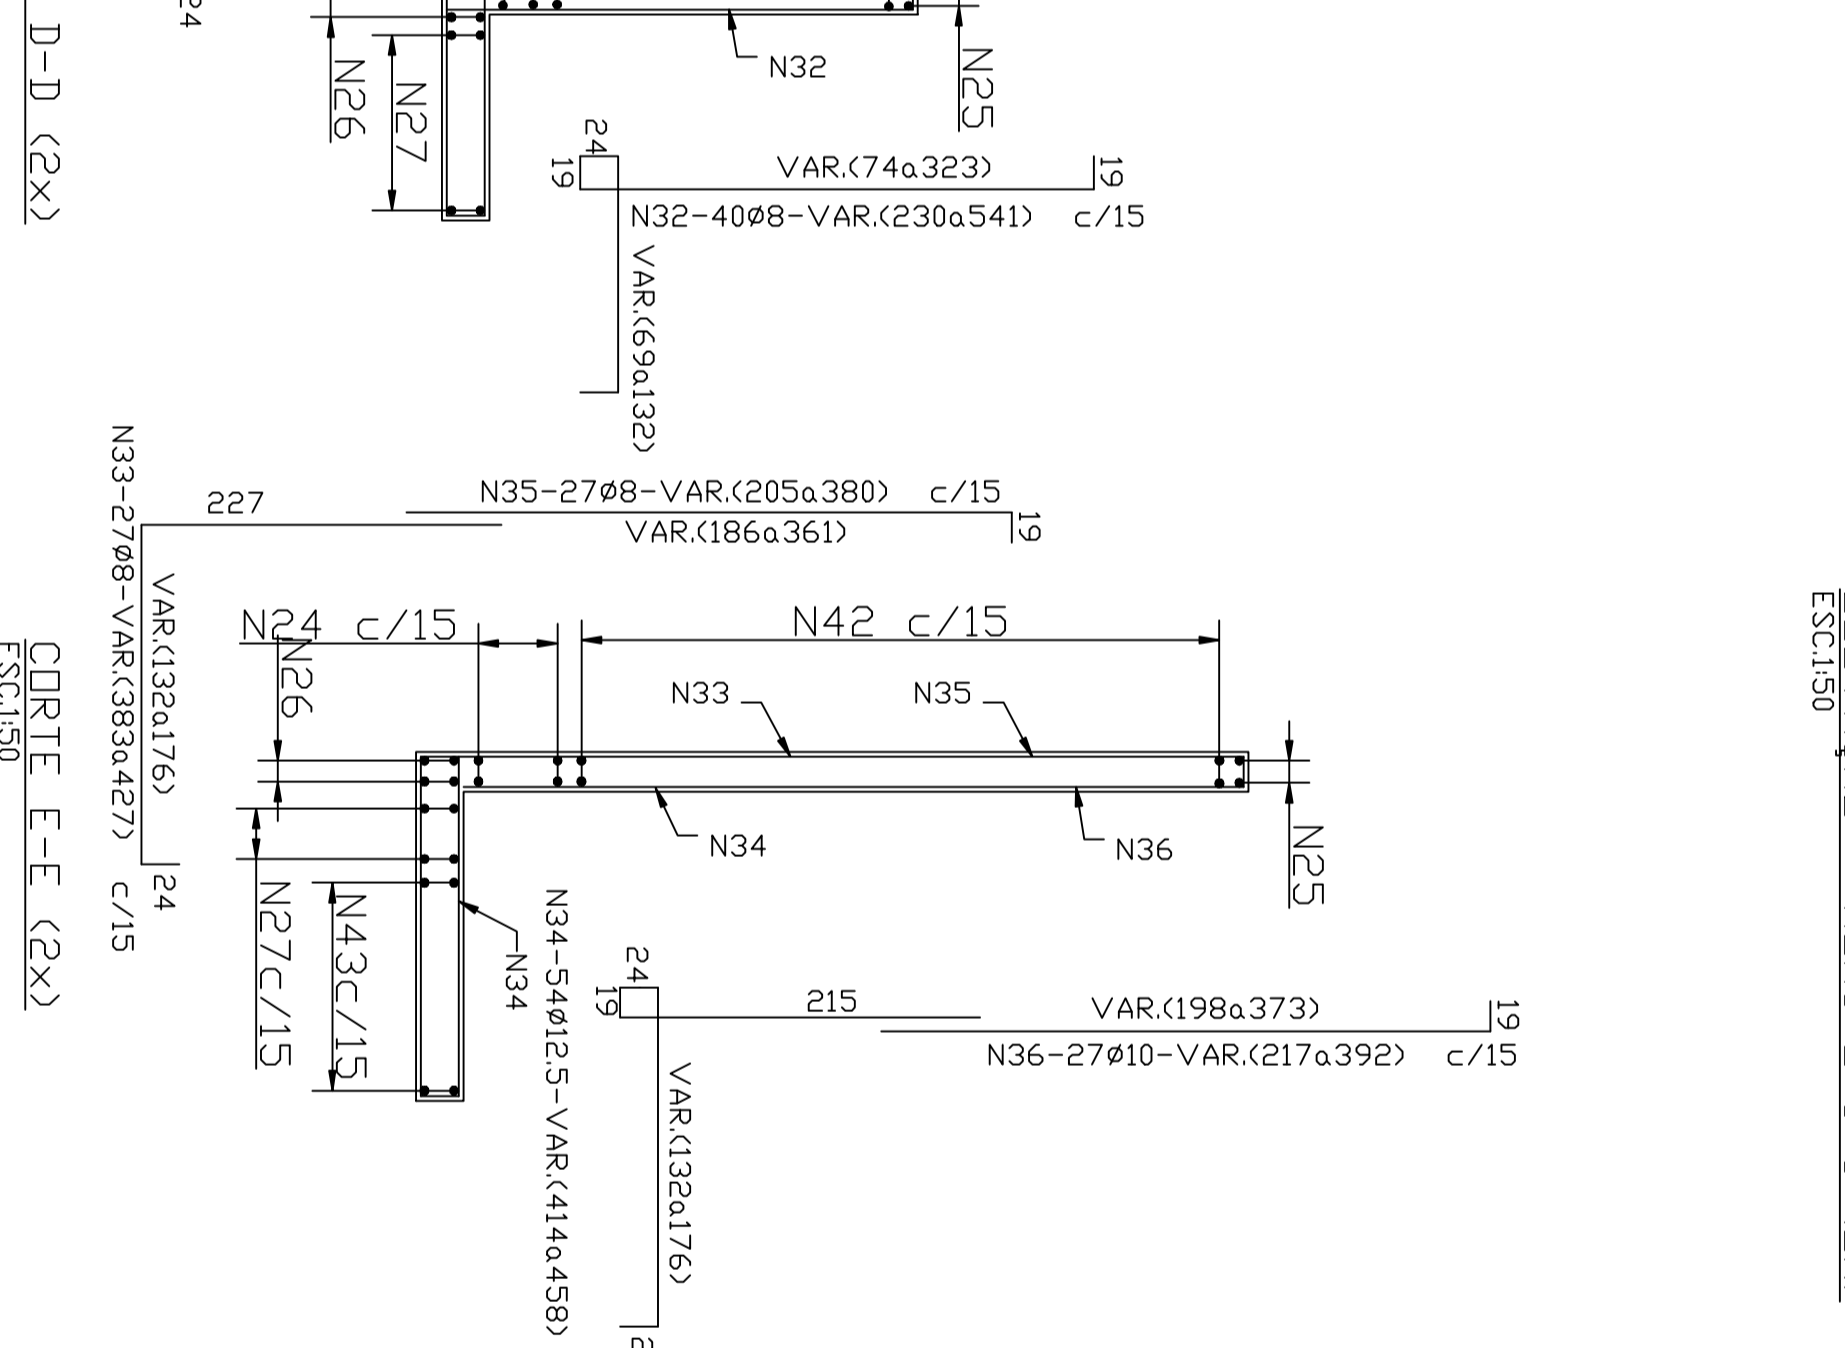 24
D-D (2x)
N26
N27
N32
N25
24
19
VAR.(74a323)
19
N32-40Ø8-VAR.(230a541) c/15
VAR.(69a132)
N35-27Ø8-VAR.(205a380) c/15
VAR.(186a361)
19
227
N33-27Ø8-VAR.(383a427) c/15
VAR.(132a176)
24
CORTE E-E (2x)
ESC.1:50
N24 c/15
N26
N42 c/15
N33
N35
N34
N36
N25
N27c/15
N43c/15
N34
N34-54Ø12.5-VAR.(414a458)
24
19
215
VAR.(198a373)
19
N36-27Ø10-VAR.(217a392) c/15
VAR.(132a176)
ESC.1:50